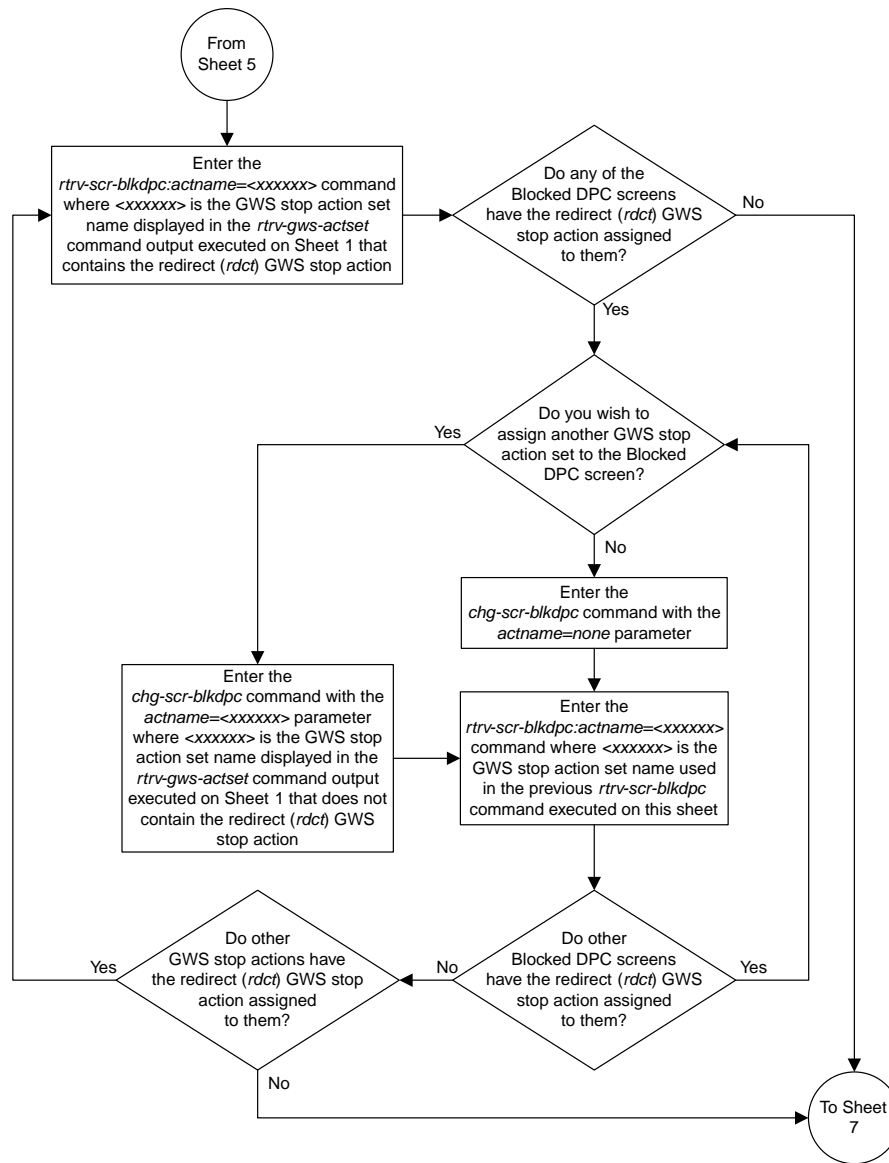 From
Sheet 5
Enter the
rtrv-scr-blkdpc:actname=<xxxxxx> command
where <xxxxxx> is the GWS stop action set
name displayed in the rtrv-gws-actset
command output executed on Sheet 1 that
contains the redirect (rdct) GWS stop action
Do any of the
Blocked DPC screens
have the redirect (rdct) GWS
stop action assigned
to them?
No
Yes
Do you wish to
assign another GWS stop
action set to the Blocked
DPC screen?
Yes
No
Enter the
chg-scr-blkdpc command with the
actname=none parameter
Enter the
chg-scr-blkdpc command with the
actname=<xxxxxx> parameter
where <xxxxxx> is the GWS stop
action set name displayed in the
rtrv-gws-actset command output
executed on Sheet 1 that does not
contain the redirect (rdct) GWS
stop action
Enter the
rtrv-scr-blkdpc:actname=<xxxxxx>
command where <xxxxxx> is the
GWS stop action set name used
in the previous rtrv-scr-blkdpc
command executed on this sheet
Do other
Blocked DPC screens
have the redirect (rdct) GWS
stop action assigned
to them?
Yes
No
Do other
GWS stop actions have
the redirect (rdct) GWS stop
action assigned
to them?
Yes
No
To Sheet
7